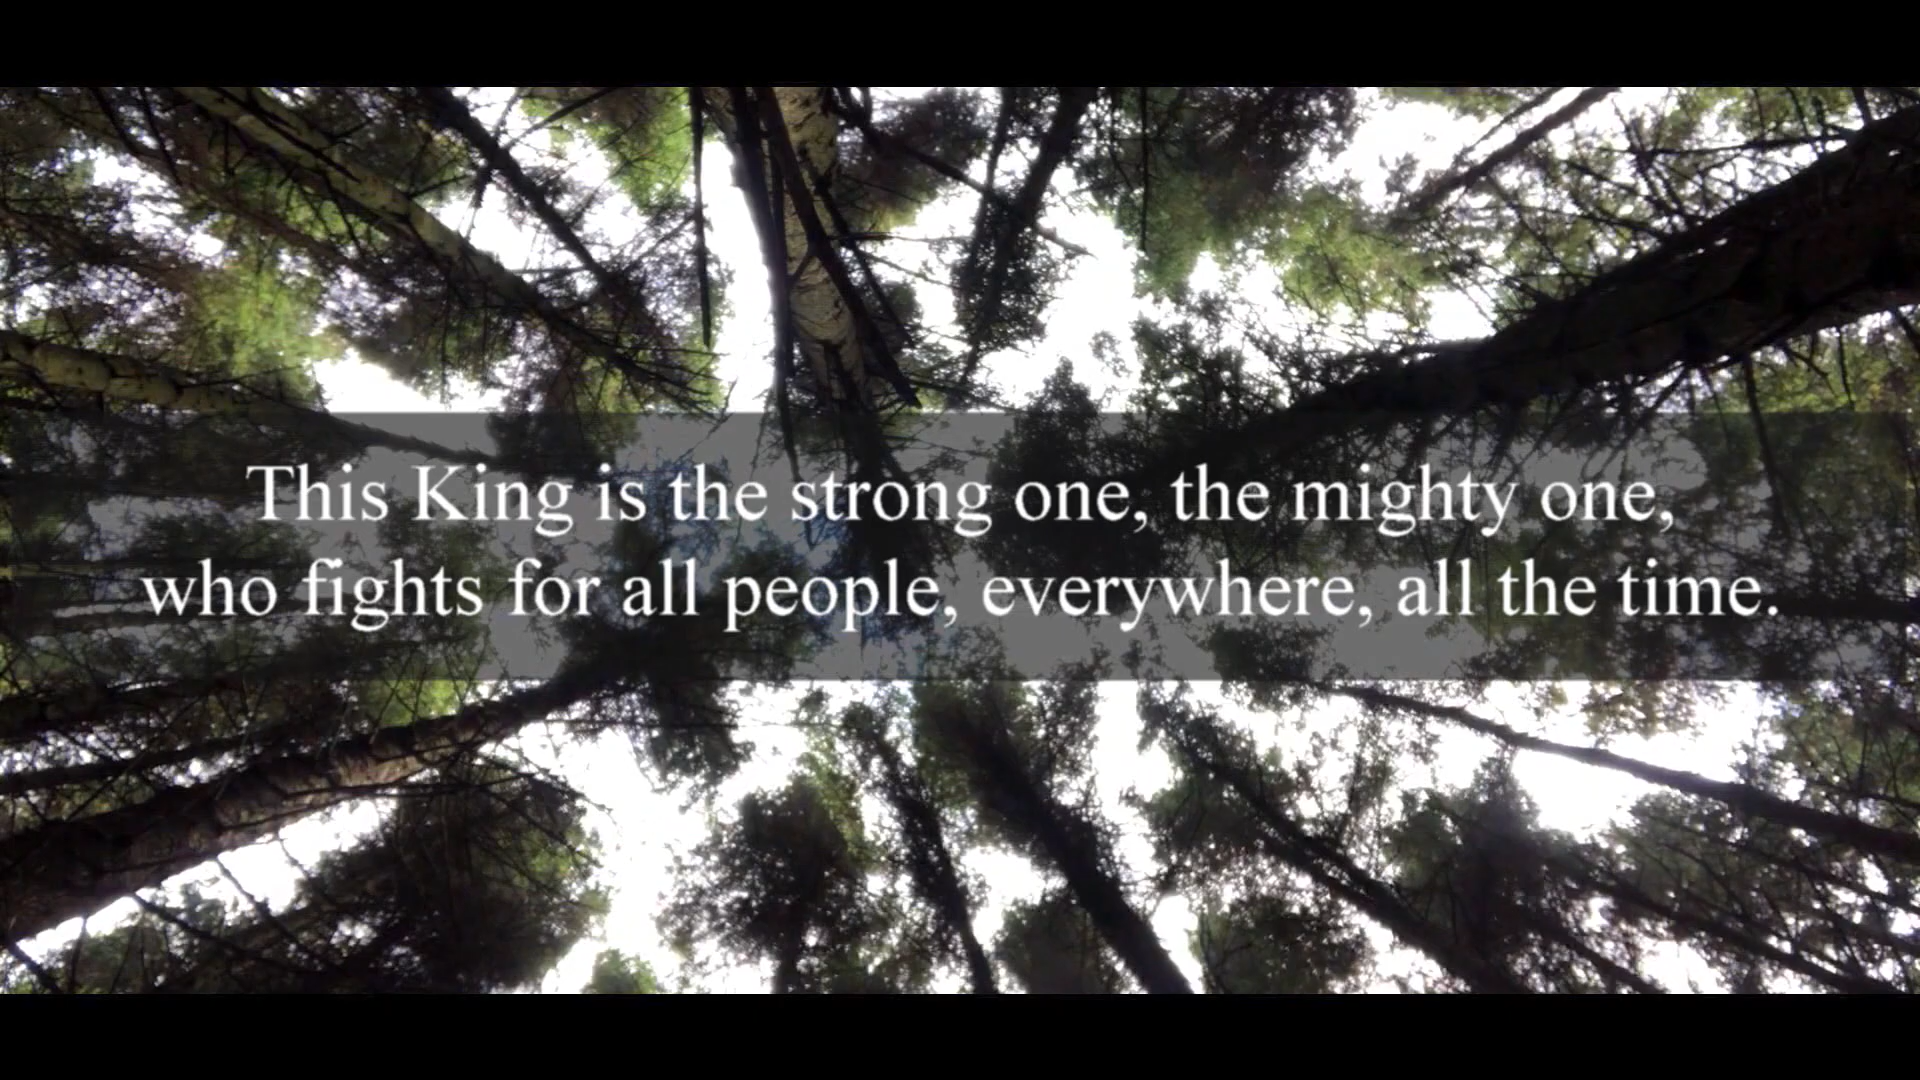 This King is the strong one, the mighty one,
who fights for all people, everywhere, all the time.